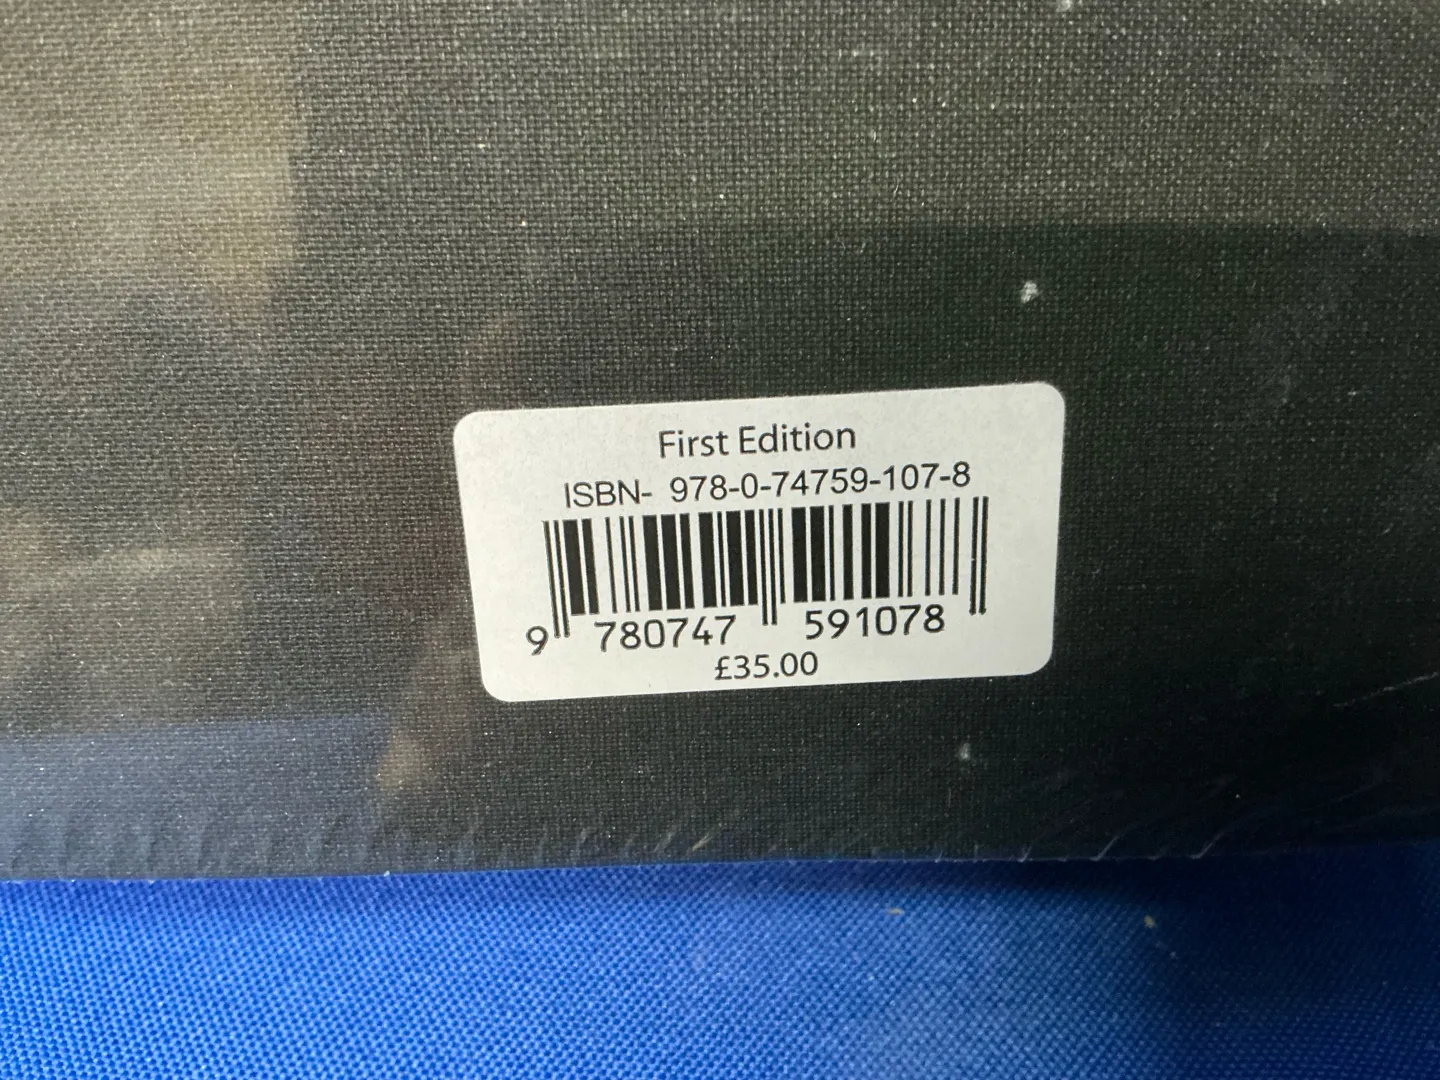 First Edition
ISBN- 978-0-74759-107-8
9 780747 591078
£35.00